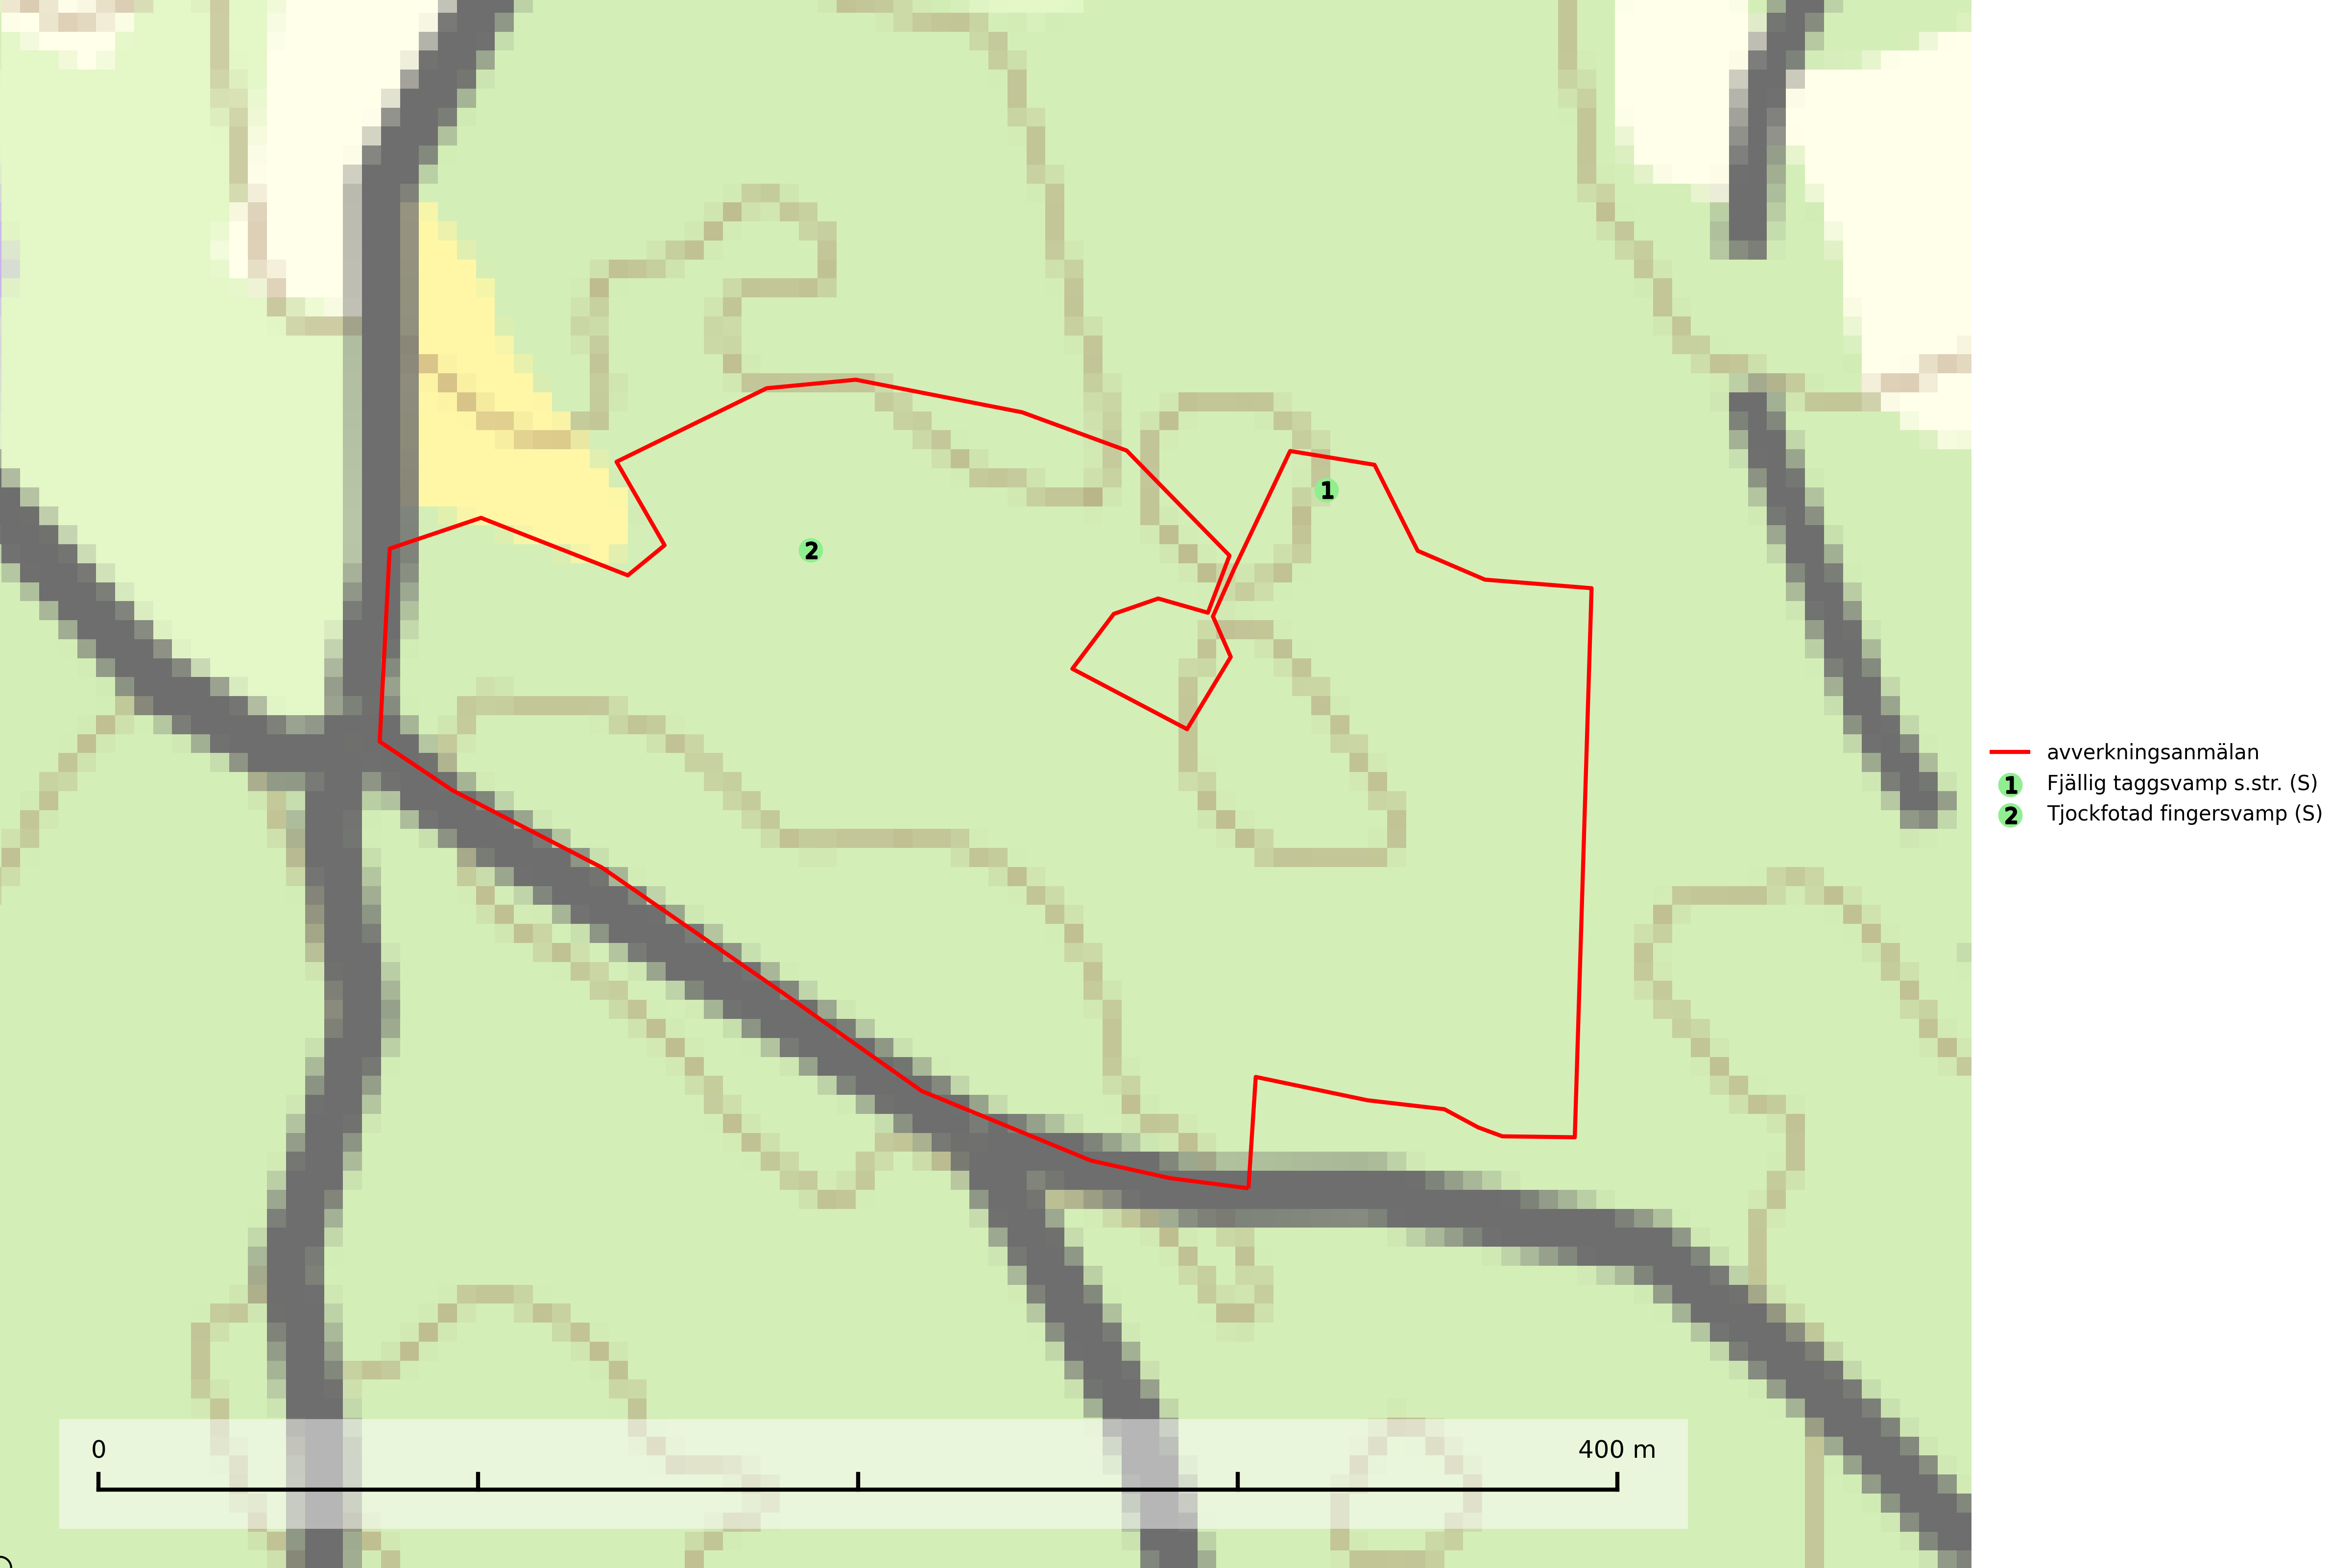 1
2
avverkningsanmälan
1 Fjällig taggsvamp s.str. (S)
2 Tjockfotad fingersvamp (S)
0 400 m